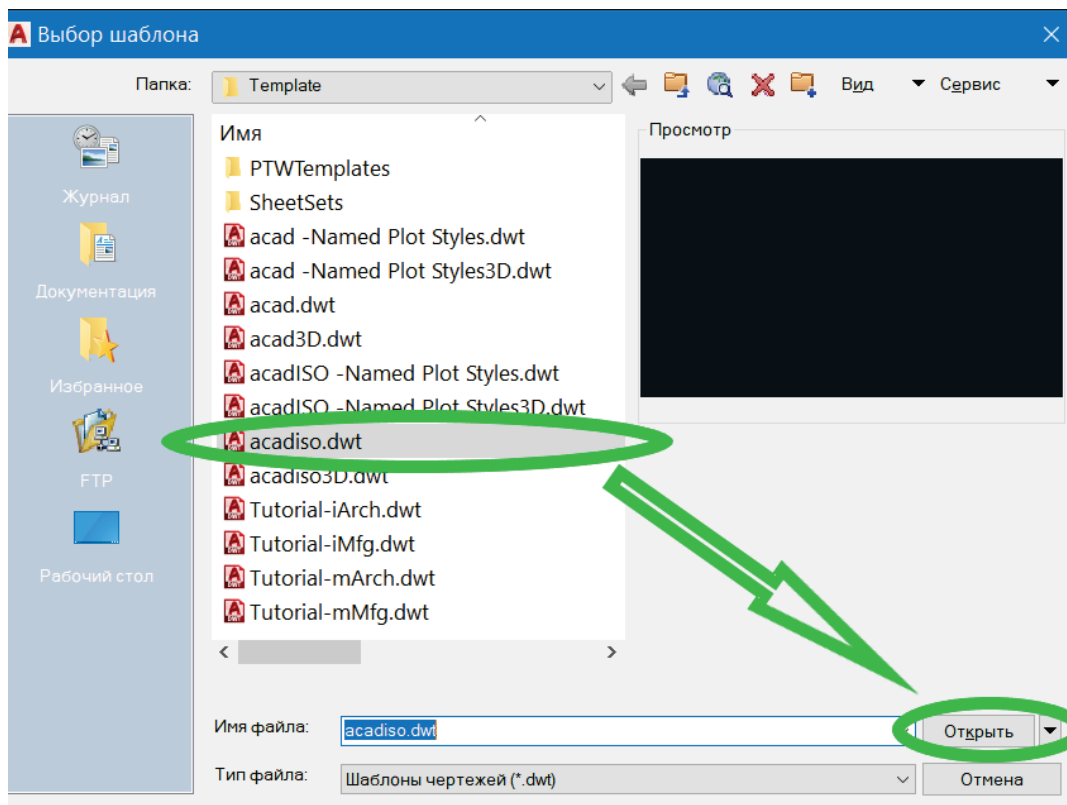 Выбор шаблона
Папка: Template Вид Сервис
Журнал
Документация
Избранное
FTP
Рабочий стол
Имя
PTWTemplates
SheetSets
acad -Named Plot Styles.dwt
acad -Named Plot Styles3D.dwt
acad.dwt
acad3D.dwt
acadISO -Named Plot Styles.dwt
acadISO -Named Plot Styles3D.dwt
acadiso.dwt
acadiso3D.dwt
Tutorial-iArch.dwt
Tutorial-iMfg.dwt
Tutorial-mArch.dwt
Tutorial-mMfg.dwt
Просмотр
Имя файла: acadiso.dwt Открыть
Тип файла: Шаблоны чертежей (*.dwt) Отмена